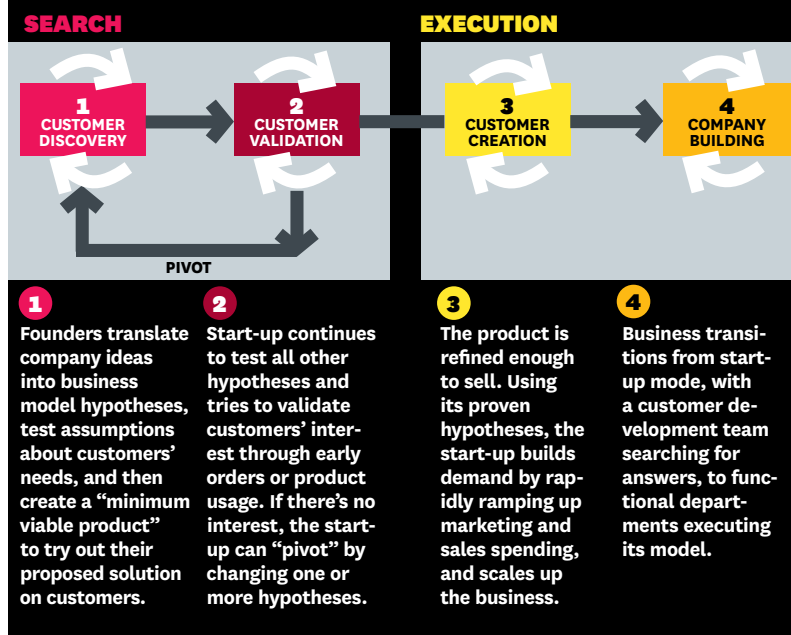 SEARCH
EXECUTION
1
CUSTOMER
DISCOVERY
2
CUSTOMER
VALIDATION
3
CUSTOMER
CREATION
4
COMPANY
BUILDING
PIVOT
1
Founders translate
company ideas
into business
model hypotheses,
test assumptions
about customers’
needs, and then
create a “minimum
viable product”
to try out their
proposed solution
on customers.
2
Start-up continues
to test all other
hypotheses and
tries to validate
customers’ inter-
est through early
orders or product
usage. If there’s no
interest, the start-
up can “pivot” by
changing one or
more hypotheses.
3
The product is
refined enough
to sell. Using
its proven
hypotheses, the
start-up builds
demand by rap-
idly ramping up
marketing and
sales spending,
and scales up
the business.
4
Business transi-
tions from start-
up mode, with
a customer de-
velopment team
searching for
answers, to func-
tional depart-
ments executing
its model.